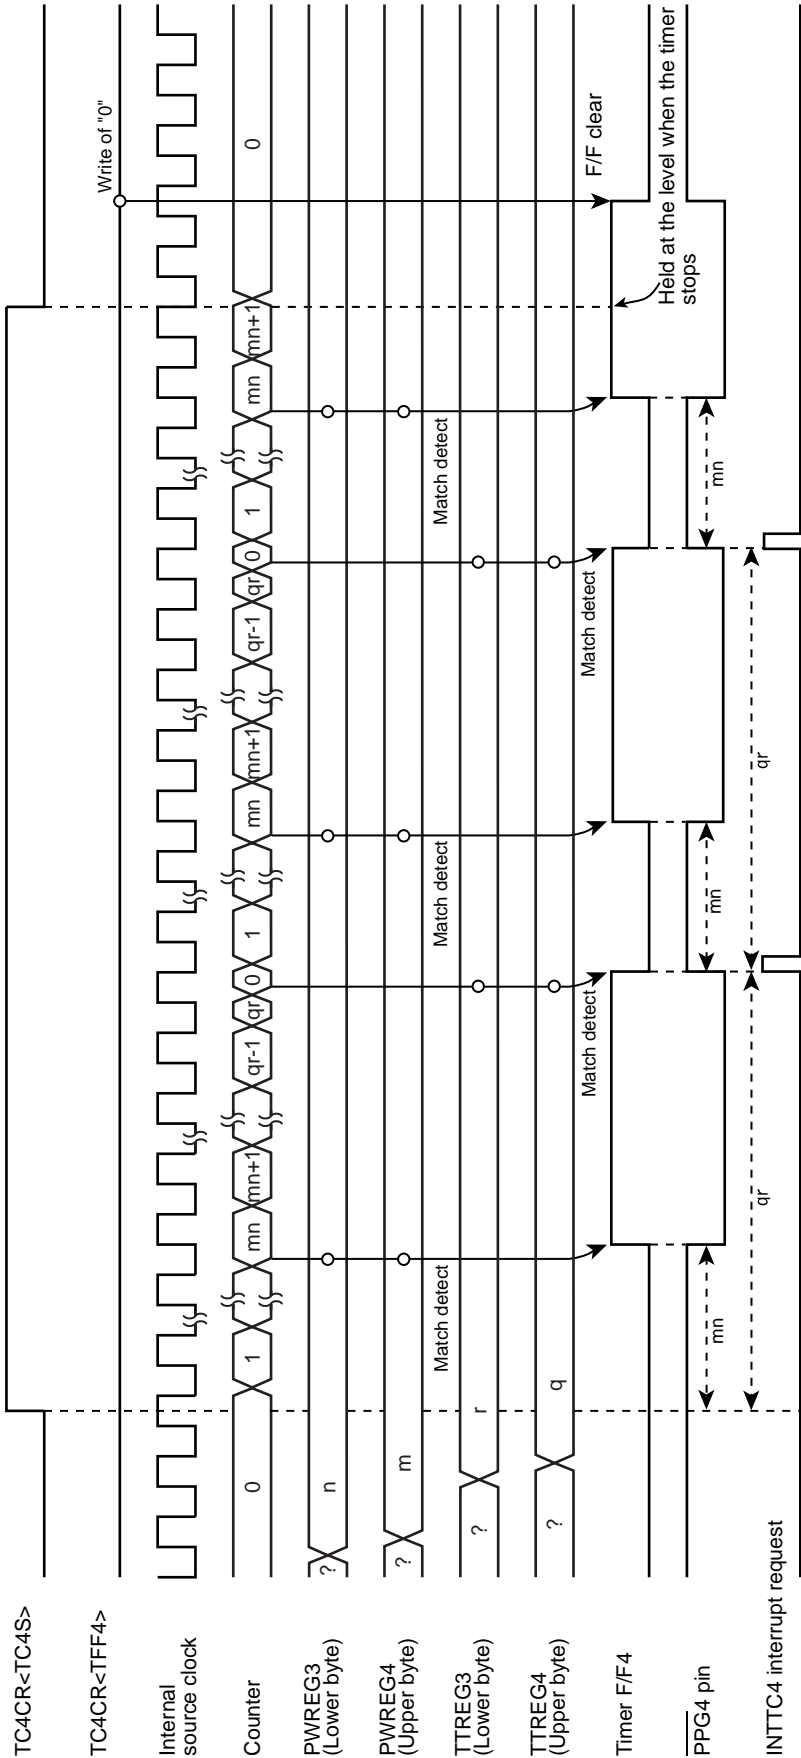 TC4CR<TC4S>
TC4CR<TFF4>
Write of "0"
Internal
source clock
Counter
0
1
mn
mn+1
qr-1
qr
0
1
mn
mn+1
qr-1
qr
0
1
mn
mn+1
0
PWREG3
(Lower byte)
?
n
PWREG4
(Upper byte)
?
m
Match detect
Match detect
Match detect
TTREG3
(Lower byte)
?
r
TTREG4
(Upper byte)
?
q
Match detect
Match detect
F/F clear
Timer F/F4
Held at the level when the timer
stops
PPG4 pin
mn
mn
mn
qr
qr
INTTC4 interrupt request